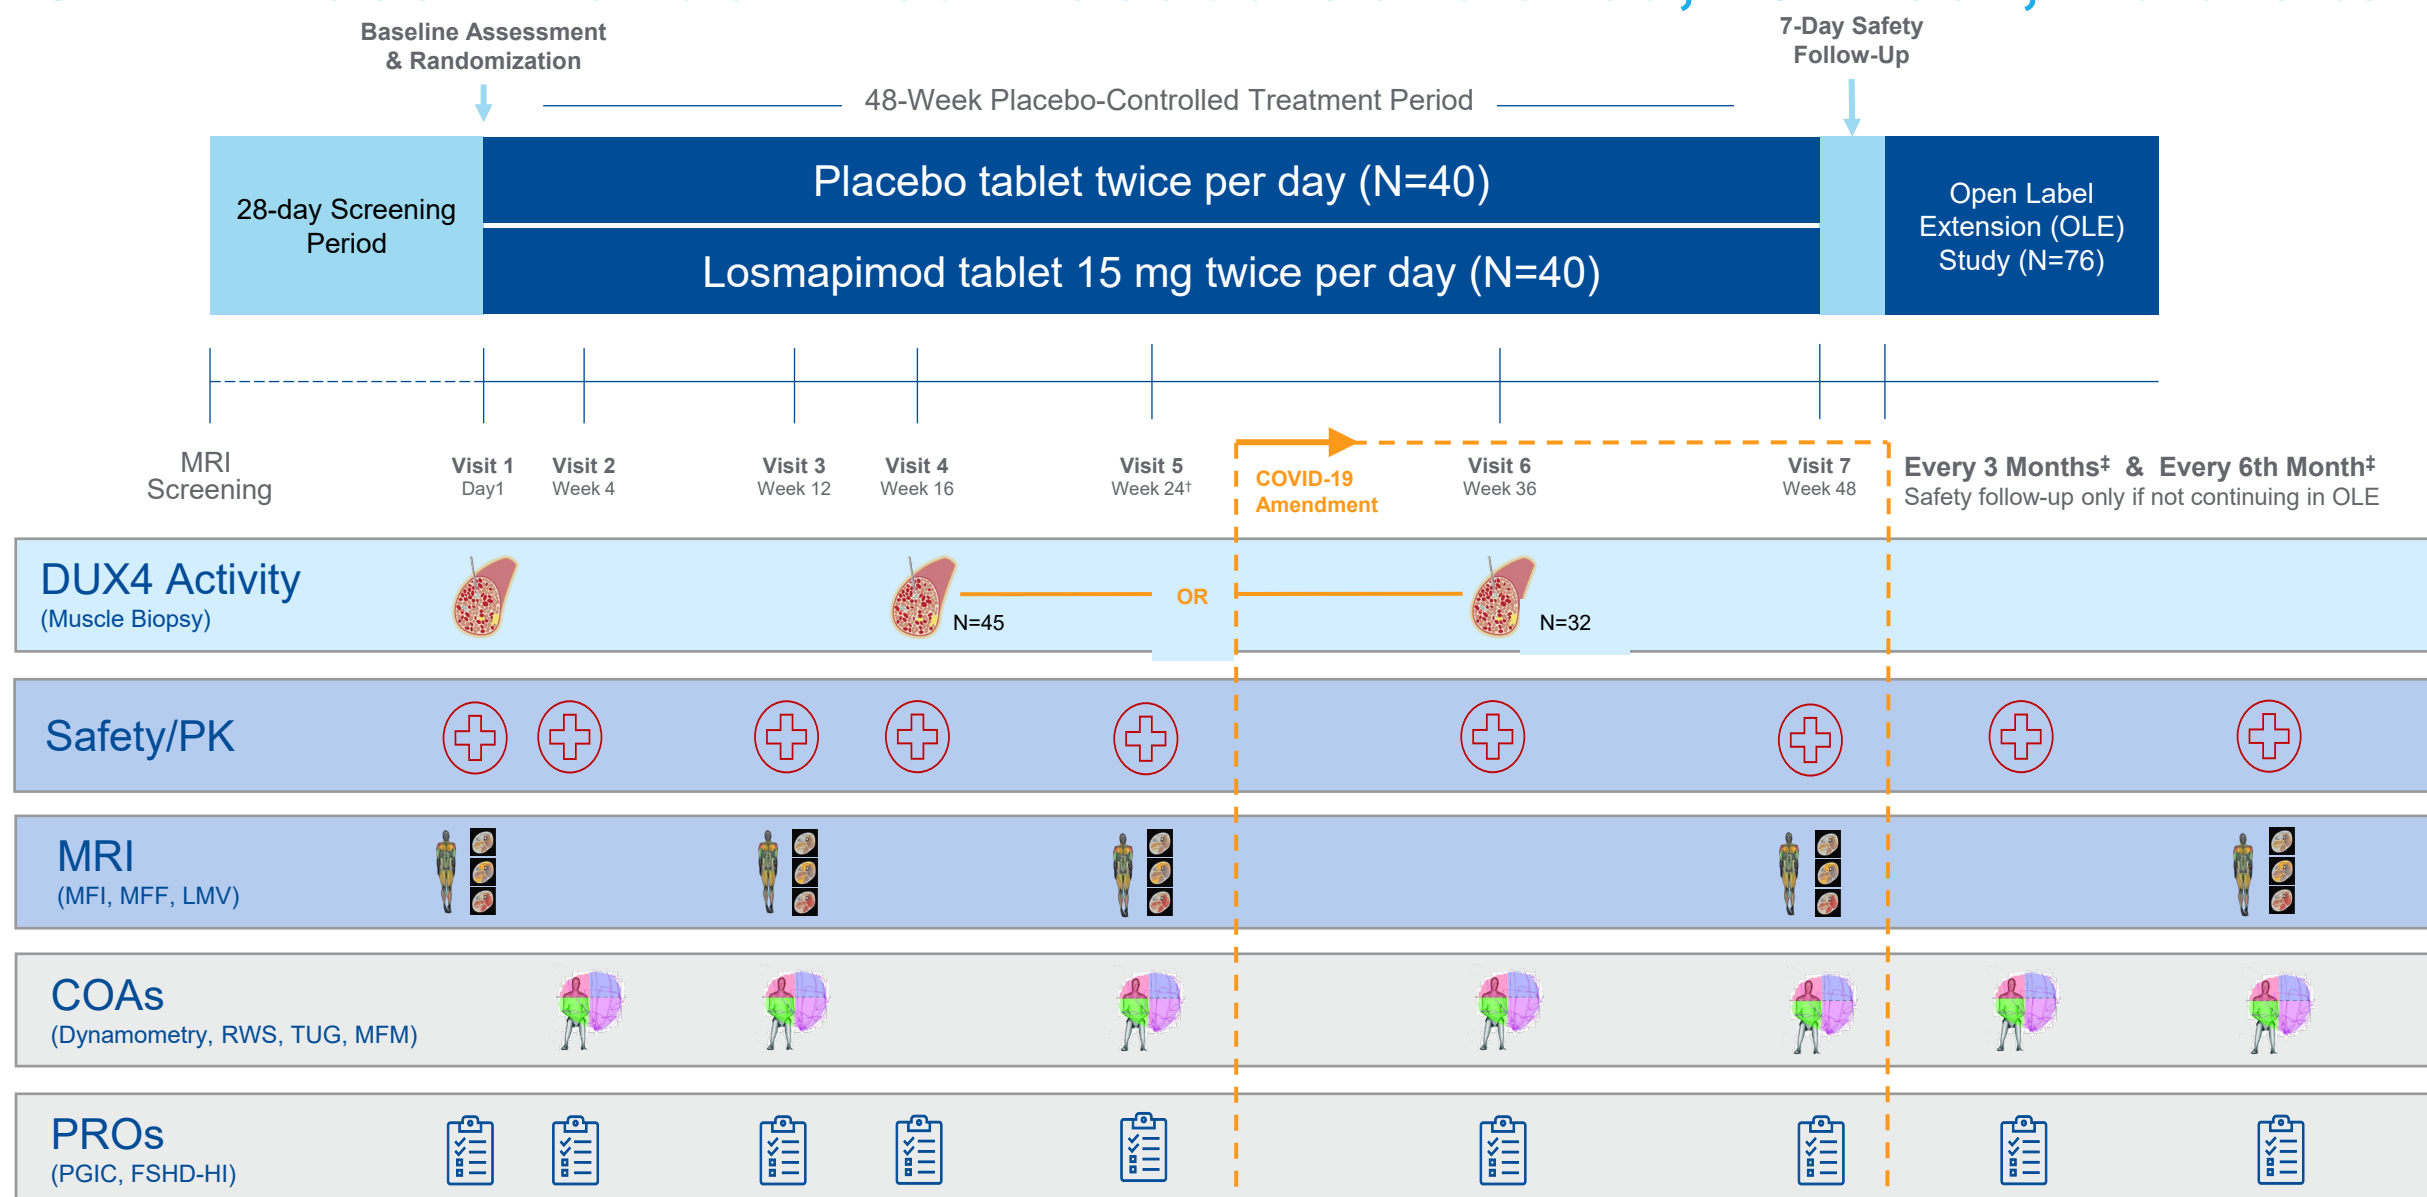 Baseline Assessment
& Randomization
7-Day Safety
Follow-Up
48-Week Placebo-Controlled Treatment Period
28-day Screening
Period
Placebo tablet twice per day (N=40)
Losmapimod tablet 15 mg twice per day (N=40)
Open Label
Extension (OLE)
Study (N=76)
MRI
Screening
Visit 1
Day1
Visit 2
Week 4
Visit 3
Week 12
Visit 4
Week 16
Visit 5
Week 24†
COVID-19
Amendment
Visit 6
Week 36
Visit 7
Week 48
Every 3 Months‡ & Every 6th Month‡
Safety follow-up only if not continuing in OLE
DUX4 Activity
(Muscle Biopsy)
N=45
OR
N=32
Safety/PK
MRI
(MFI, MFF, LMV)
COAs
(Dynamometry, RWS, TUG, MFM)
PROs
(PGIC, FSHD-HI)